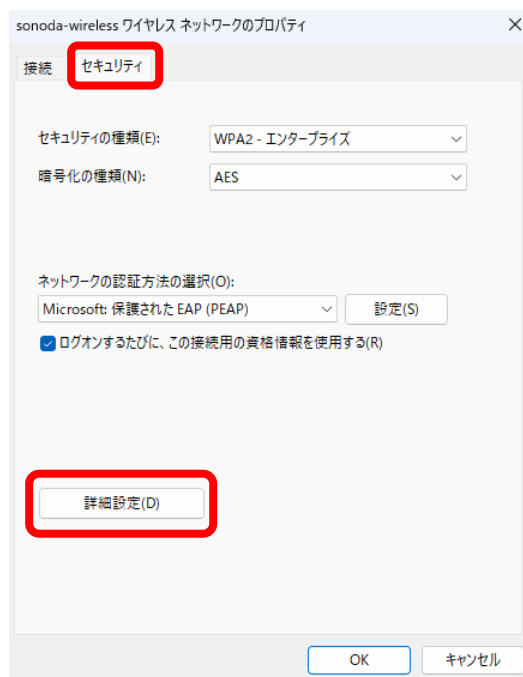 sonoda-wireless ワイヤレス ネットワークのプロパティ
接続 セキュリティ
セキュリティの種類(E): WPA2 - エンタープライズ
暗号化の種類(N): AES
ネットワークの認証方法の選択(O):
Microsoft: 保護された EAP (PEAP) 設定(S)
ログオンするたびに、この接続用の資格情報を使用する(R)
詳細設定(D)
OK キャンセル